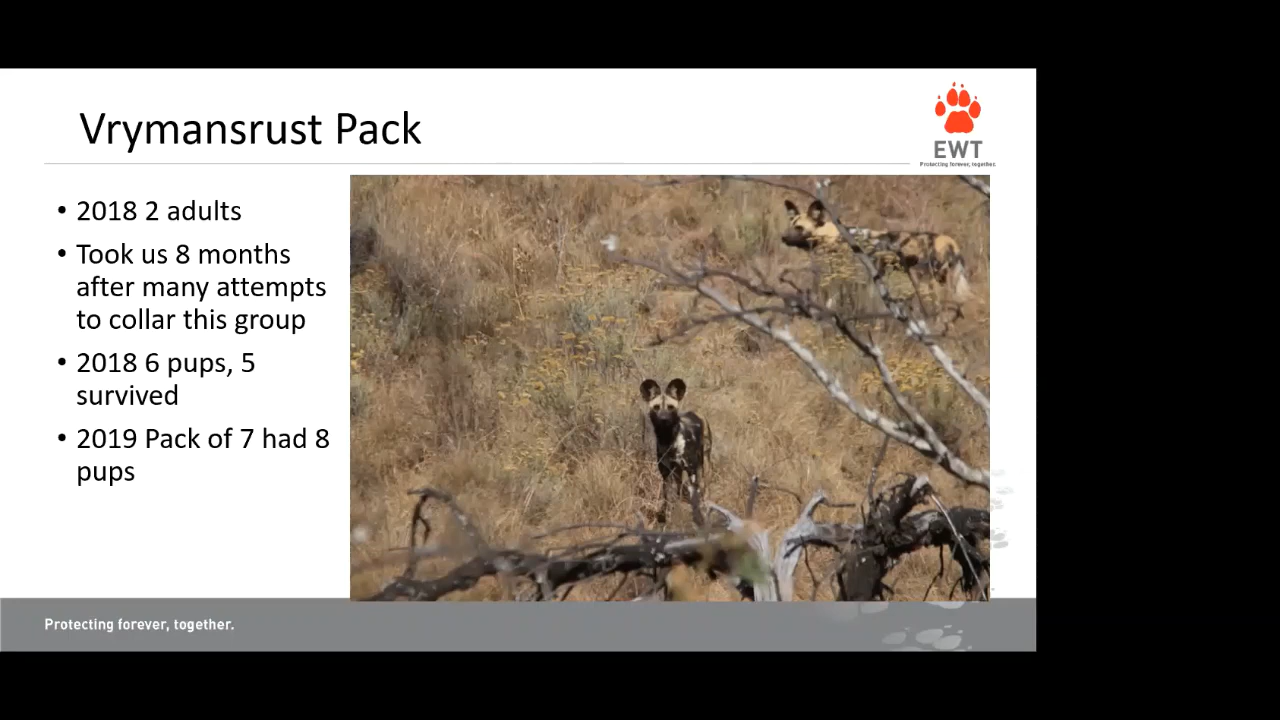 Vrymansrust Pack
EWT
Protecting forever, together.
• 2018 2 adults
• Took us 8 months
after many attempts
to collar this group
• 2018 6 pups, 5
survived
• 2019 Pack of 7 had 8
pups
Protecting forever, together.